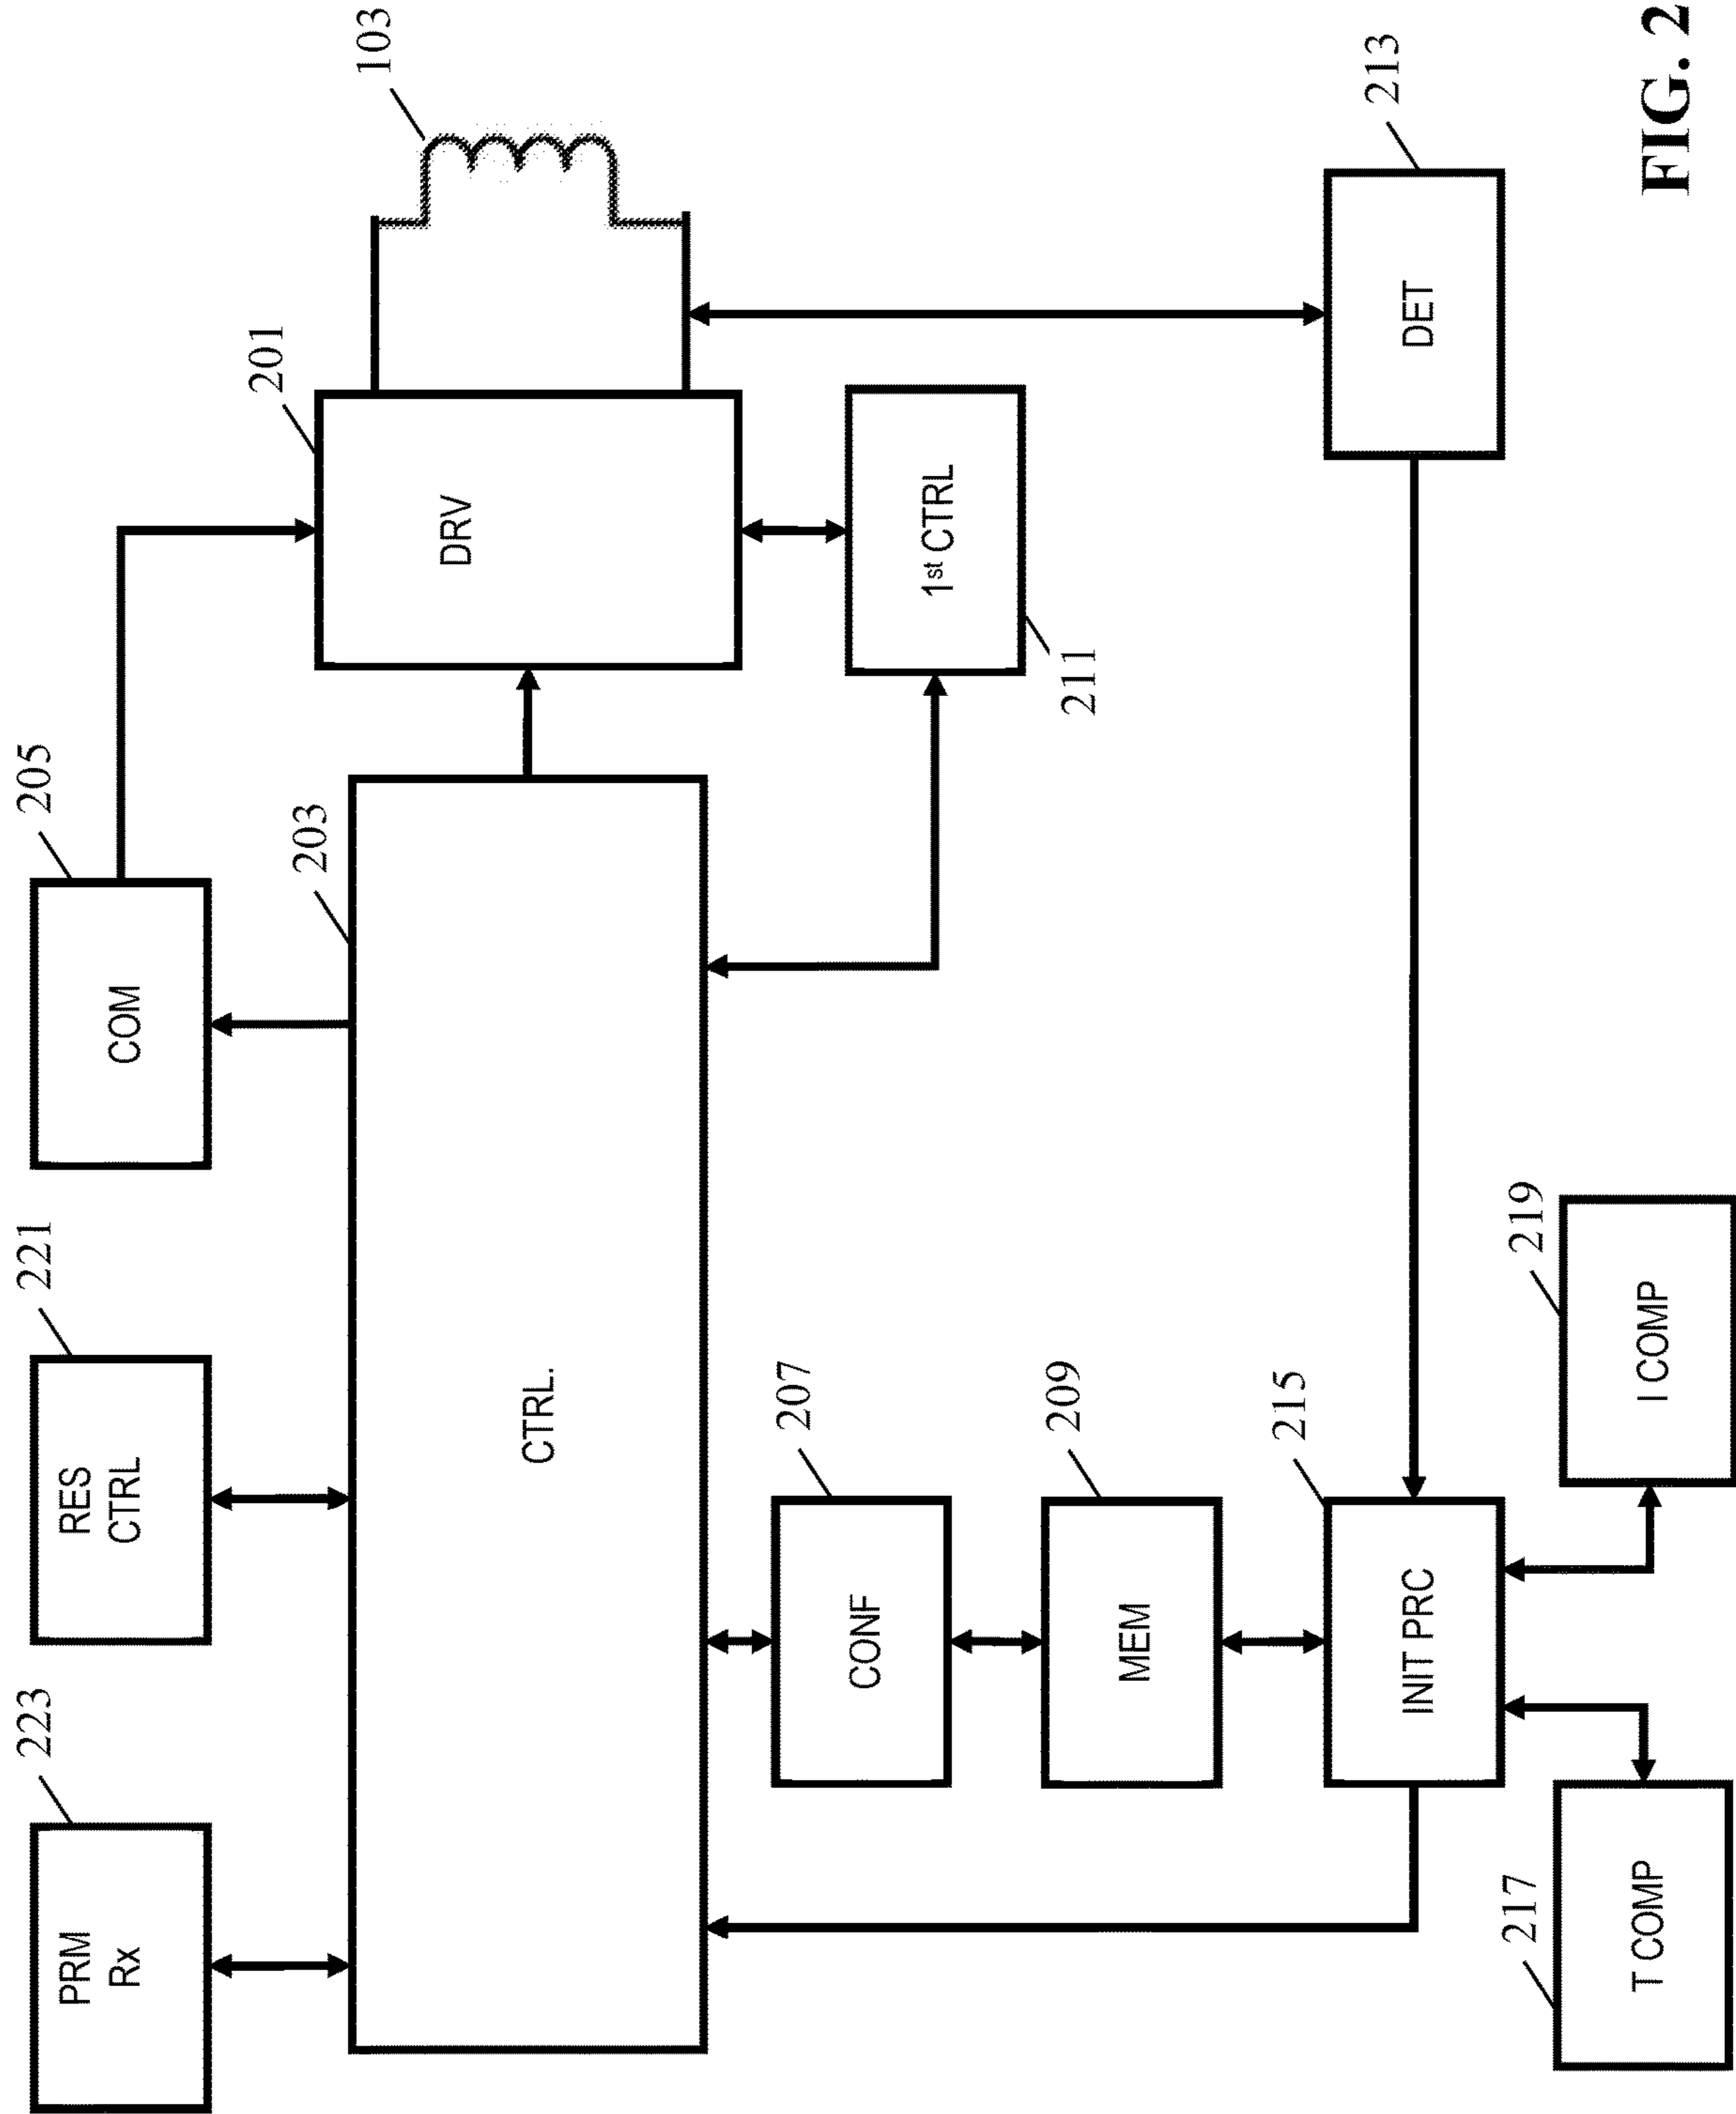 223
PRM
Rx
221
RES
CTRL
205
COM
203
CTRL.
201
DRV
103
207
CONF
211
1st CTRL
209
MEM
215
INIT PRC
213
DET
217
T COMP
219
I COMP
FIG. 2